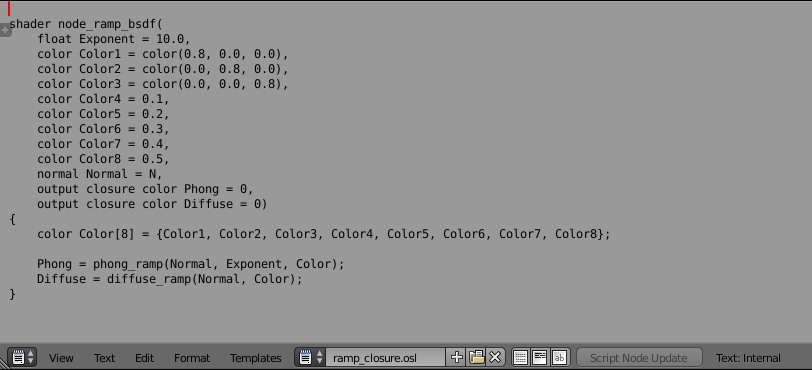 shader node_ramp_bsdf(
    float Exponent = 10.0,
    color Color1 = color(0.8, 0.0, 0.0),
    color Color2 = color(0.0, 0.8, 0.0),
    color Color3 = color(0.0, 0.0, 0.8),
    color Color4 = 0.1,
    color Color5 = 0.2,
    color Color6 = 0.3,
    color Color7 = 0.4,
    color Color8 = 0.5,
    normal Normal = N,
    output closure color Phong = 0,
    output closure color Diffuse = 0)
{
    color Color[8] = {Color1, Color2, Color3, Color4, Color5, Color6, Color7, Color8};
    Phong = phong_ramp(Normal, Exponent, Color);
    Diffuse = diffuse_ramp(Normal, Color);
}
View Text Edit Format Templates ramp_closure.osl ab Script Node Update Text: Internal